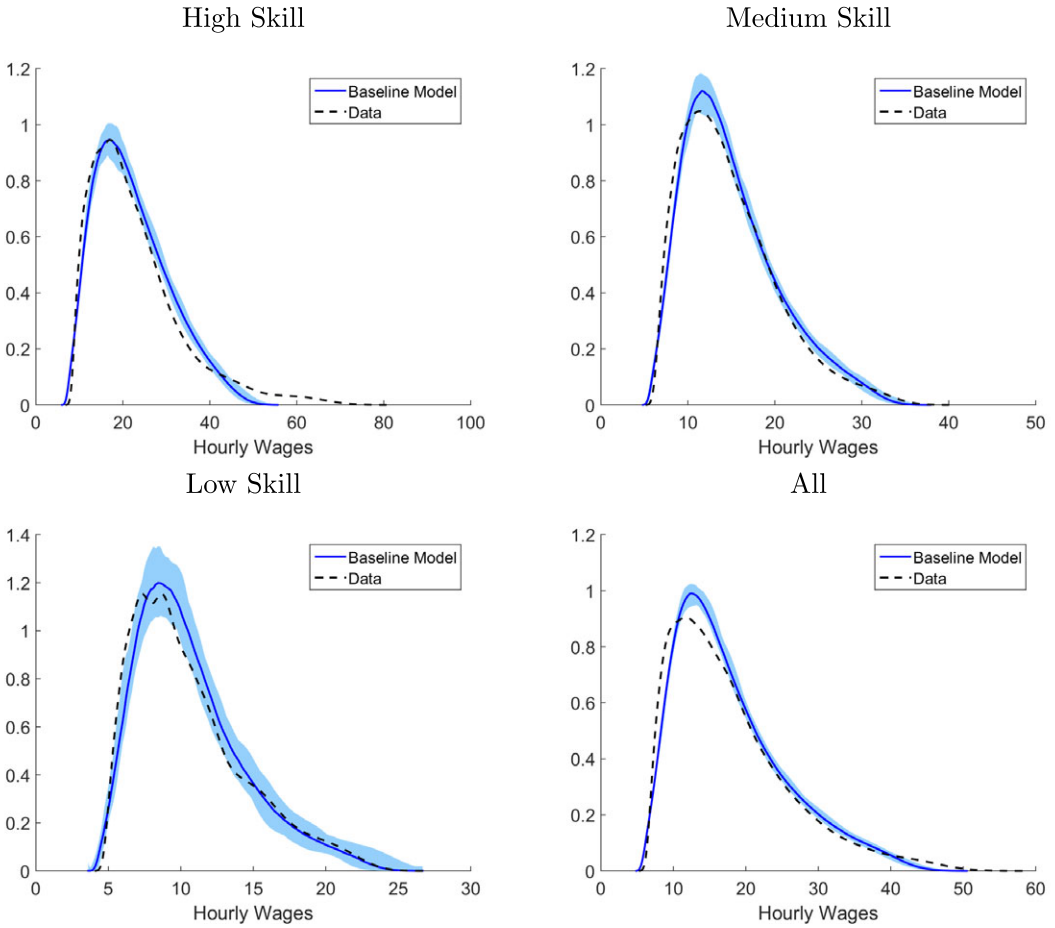 High Skill
1.2
1
0.8
0.6
0.4
0.2
0
0 20 40 60 80 100
Hourly Wages
Baseline Model
Data
Medium Skill
1.2
1
0.8
0.6
0.4
0.2
0
0 10 20 30 40 50
Hourly Wages
Baseline Model
Data
Low Skill
1.4
1.2
1
0.8
0.6
0.4
0.2
0
0 5 10 15 20 25 30
Hourly Wages
Baseline Model
Data
All
1.2
1
0.8
0.6
0.4
0.2
0
0 10 20 30 40 50 60
Hourly Wages
Baseline Model
Data